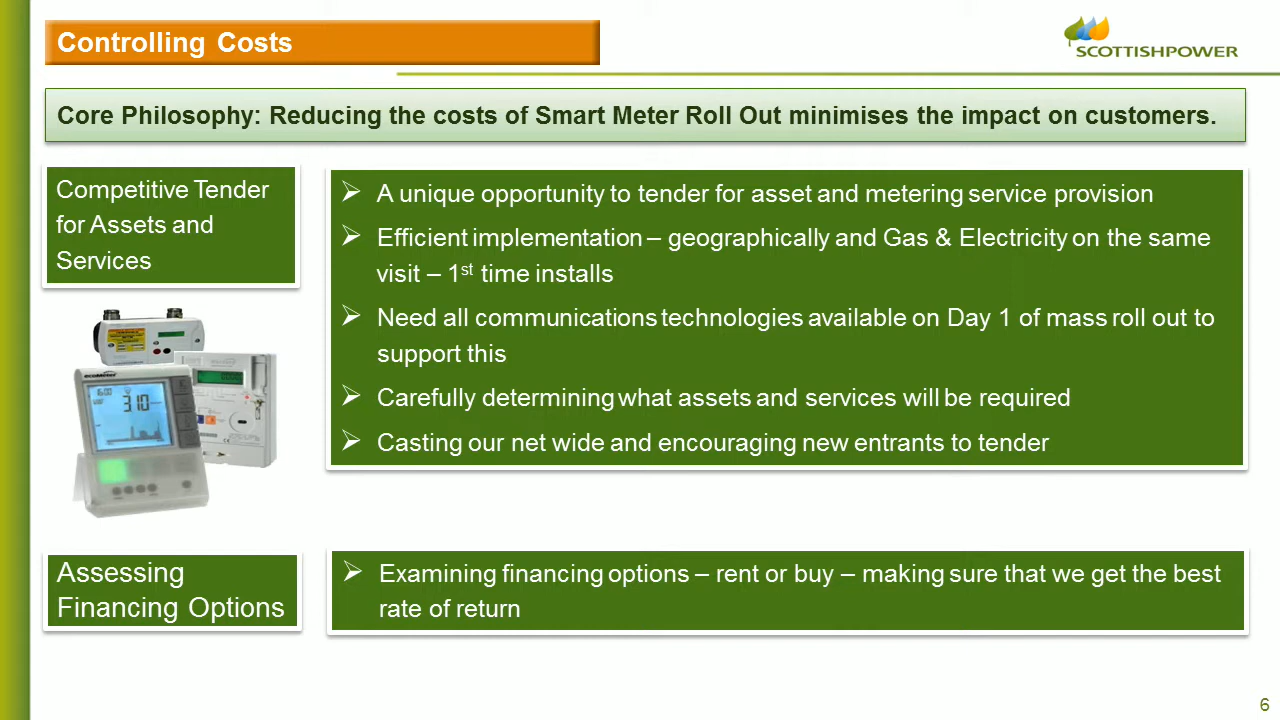 Controlling Costs
SCOTTISHPOWER
Core Philosophy: Reducing the costs of Smart Meter Roll Out minimises the impact on customers.
Competitive Tender
for Assets and
Services
➢ A unique opportunity to tender for asset and metering service provision
➢ Efficient implementation – geographically and Gas & Electricity on the same
visit – 1st time installs
➢ Need all communications technologies available on Day 1 of mass roll out to
support this
➢ Carefully determining what assets and services will be required
➢ Casting our net wide and encouraging new entrants to tender
ecoMeter
16:00
3.10
Assessing
Financing Options
➢ Examining financing options – rent or buy – making sure that we get the best
rate of return
6